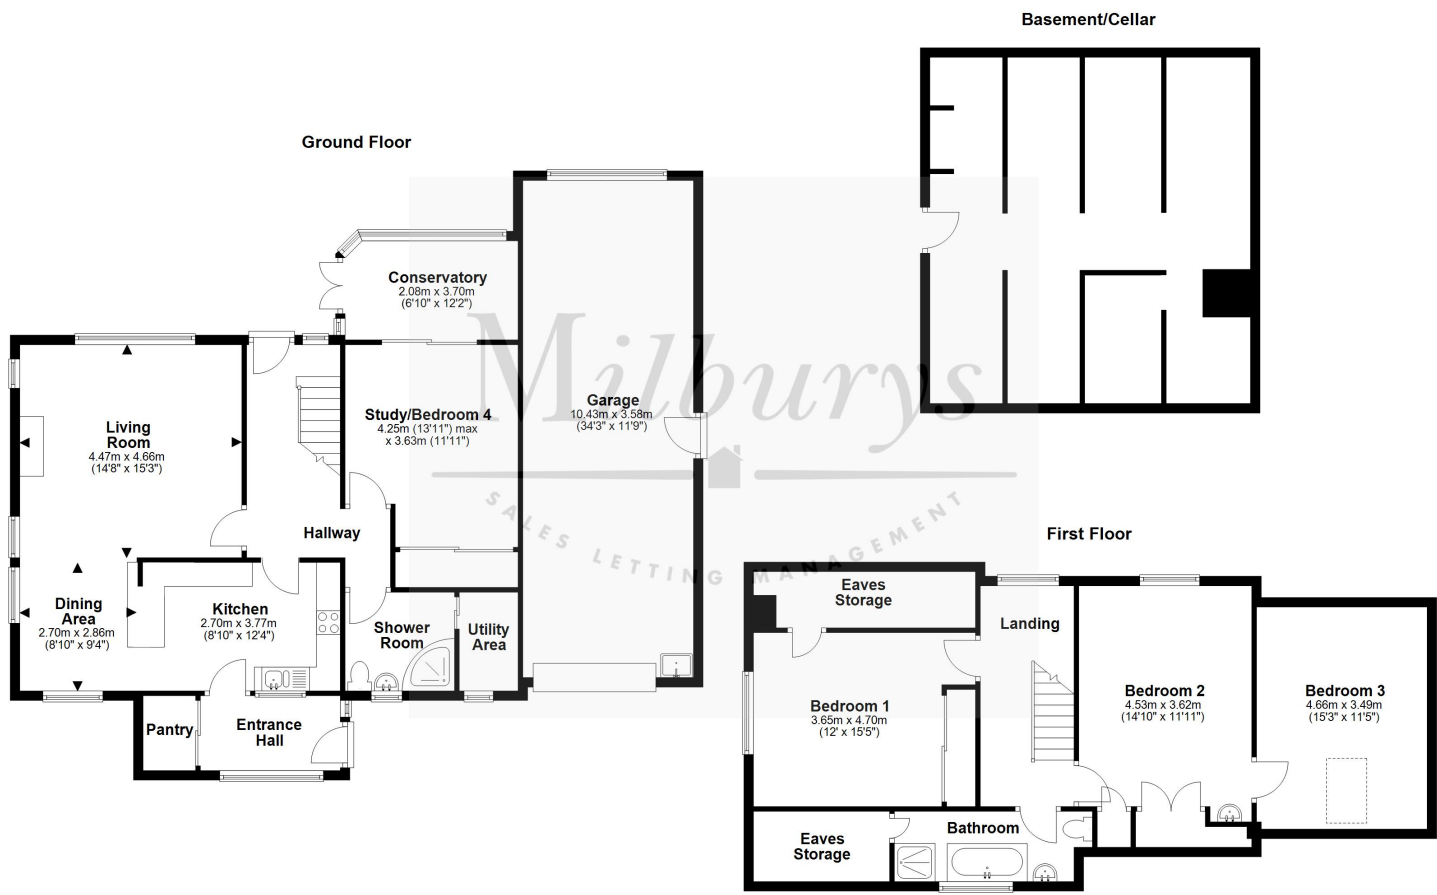 Basement/Cellar
Ground Floor
Conservatory
2.08m x 3.70m
(6'10" x 12'2")
Living
Room
4.47m x 4.66m
(14'8" x 15'3")
Study/Bedroom 4
4.25m (13'11") max
x 3.63m (11'11")
Garage
10.43m x 3.58m
(34'3" x 11'9")
Hallway
Dining
Area
2.70m x 2.86m
(8'10" x 9'4")
Kitchen
2.70m x 3.77m
(8'10" x 12'4")
Shower
Room
Utility
Area
Pantry
Entrance
Hall
Milburys
SALES LETTING MANAGEMENT
First Floor
Eaves
Storage
Landing
Bedroom 1
3.65m x 4.70m
(12' x 15'5")
Bedroom 2
4.53m x 3.62m
(14'10" x 11'11")
Bedroom 3
4.66m x 3.49m
(15'3" x 11'5")
Eaves
Storage
Bathroom